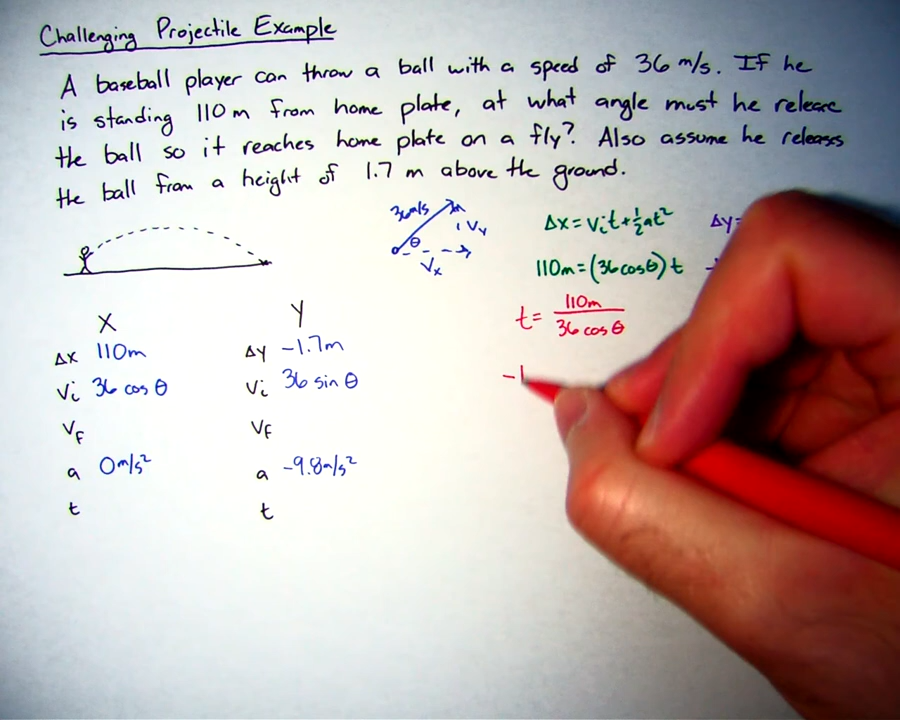 Challenging Projectile Example
A baseball player can throw a ball with a speed of 36 m/s. If he
is standing 110 m from home plate, at what angle must he release
the ball so it reaches home plate on a fly? Also assume he releases
the ball from a height of 1.7 m above the ground.
36m/s
θ
Vy
Vx
Δx = Vit + ½at²
Δy=
110m = (36cosθ) t
t = 110m / 36 cos θ
X
Y
Δx 110m
Δy -1.7m
Vi 36 cos θ
Vi 36 sin θ
VF
VF
a 0m/s²
a -9.8m/s²
t
t